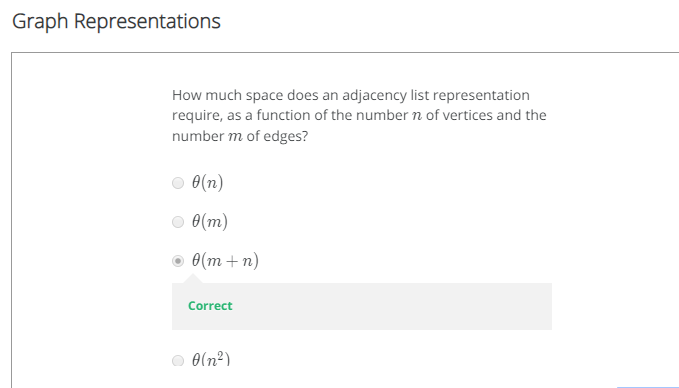 Graph Representations
How much space does an adjacency list representation
require, as a function of the number n of vertices and the
number m of edges?
θ(n)
θ(m)
θ(m + n)
Correct
θ(n²)